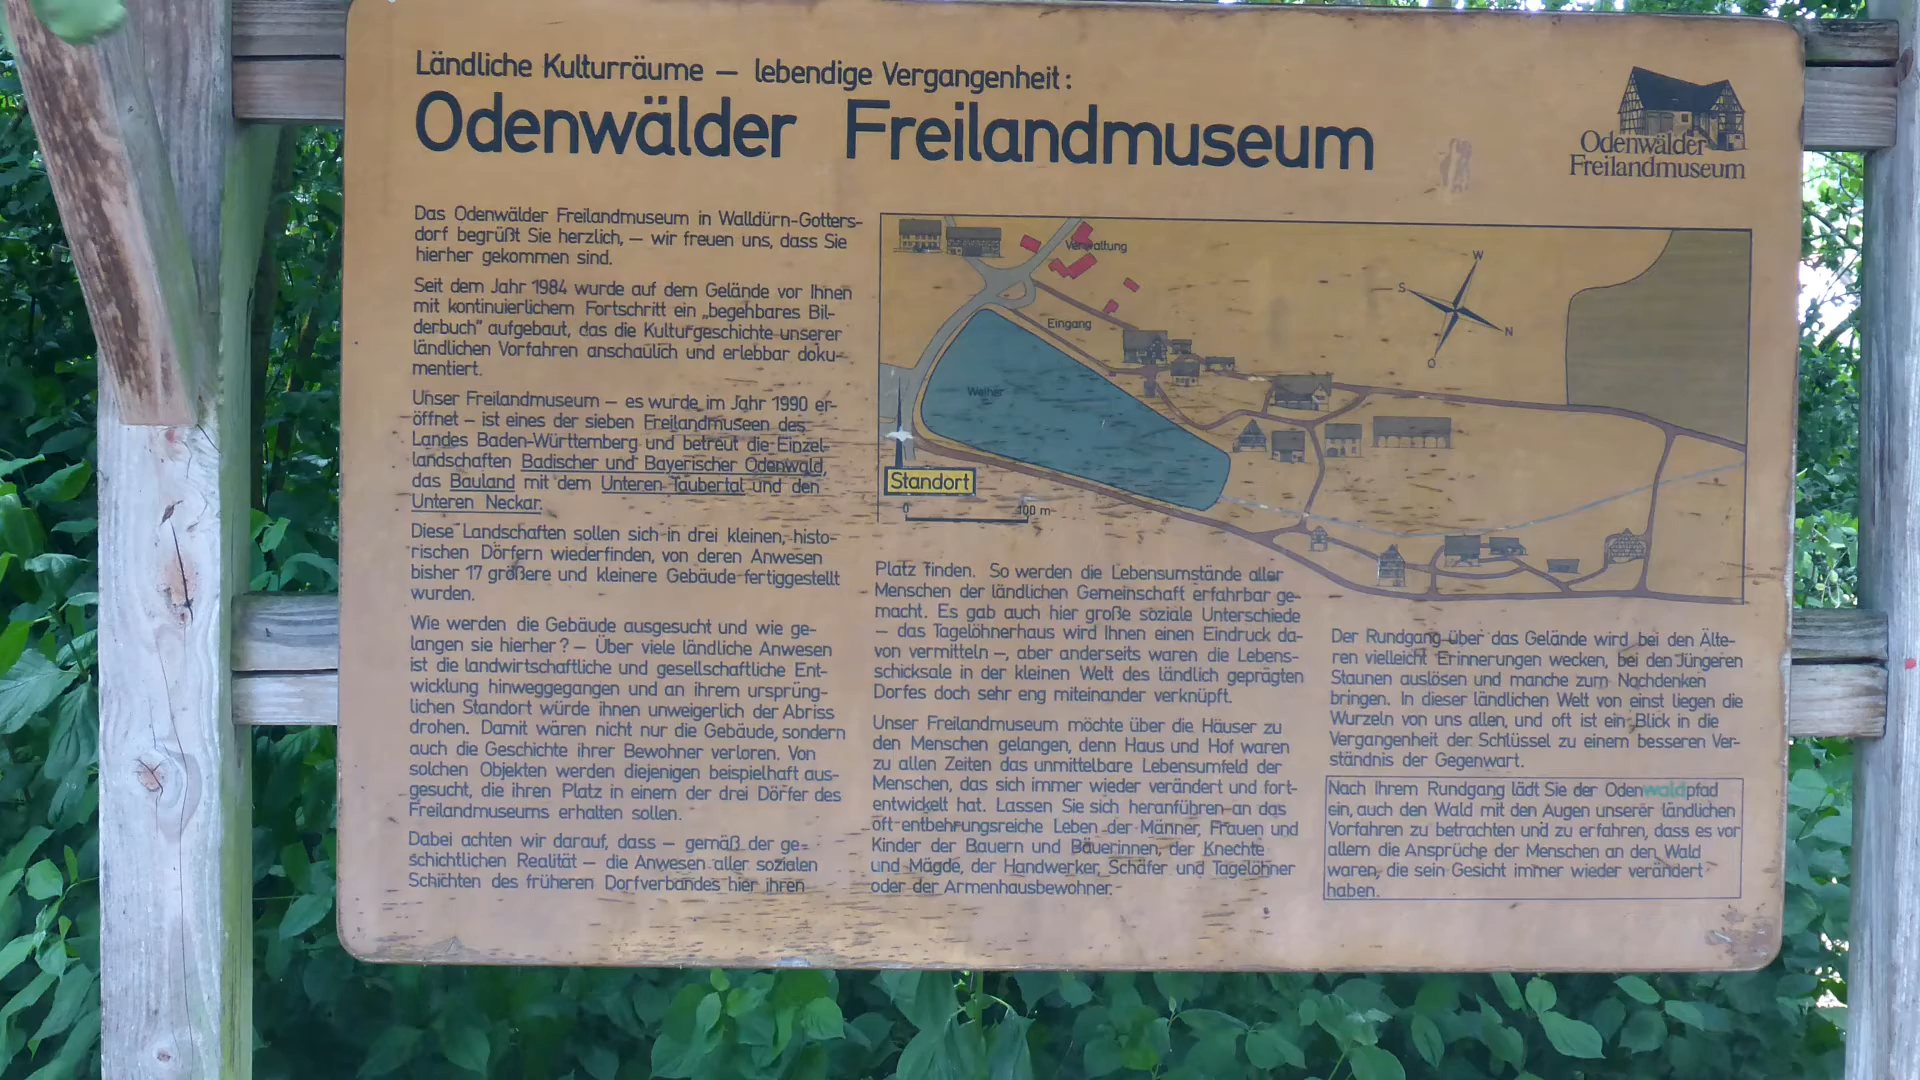 Ländliche Kulturräume – lebendige Vergangenheit:
Odenwälder Freilandmuseum
Odenwälder
Freilandmuseum
Das Odenwälder Freilandmuseum in Walldürn-Gotters-
dorf begrüßt Sie herzlich, – wir freuen uns, dass Sie
hierher gekommen sind.
Seit dem Jahr 1984 wurde auf dem Gelände vor Ihnen
mit kontinuierlichem Fortschritt ein „begehbares Bil-
derbuch" aufgebaut, das die Kulturgeschichte unserer
ländlichen Vorfahren anschaulich und erlebbar doku-
mentiert.
Unser Freilandmuseum – es wurde im Jahr 1990 er-
öffnet – ist eines der sieben Freilandmuseen des
Landes Baden-Württemberg und betreut die Einzel-
landschaften Badischer und Bayerischer Odenwald,
das Bauland mit dem Unteren Taubertal und den
Unteren Neckar.
Diese Landschaften sollen sich in drei kleinen, histo-
rischen Dörfern wiederfinden, von deren Anwesen
bisher 17 größere und kleinere Gebäude fertiggestellt
wurden.
Wie werden die Gebäude ausgesucht und wie ge-
langen sie hierher? – Über viele ländliche Anwesen
ist die landwirtschaftliche und gesellschaftliche Ent-
wicklung hinweggegangen und an ihrem ursprüng-
lichen Standort würde ihnen unweigerlich der Abriss
drohen. Damit wären nicht nur die Gebäude, sondern
auch die Geschichte ihrer Bewohner verloren. Von
solchen Objekten werden diejenigen beispielhaft aus-
gesucht, die ihren Platz in einem der drei Dörfer des
Freilandmuseums erhalten sollen.
Dabei achten wir darauf, dass – gemäß der ge-
schichtlichen Realität – die Anwesen aller sozialen
Schichten des früheren Dorfverbandes hier ihren
Verwaltung
Eingang
Weiher
W
S
N
O
Standort
0
100 m
Platz finden. So werden die Lebensumstände aller
Menschen der ländlichen Gemeinschaft erfahrbar ge-
macht. Es gab auch hier große soziale Unterschiede
– das Tagelöhnerhaus wird Ihnen einen Eindruck da-
von vermitteln –, aber anderseits waren die Lebens-
schicksale in der kleinen Welt des ländlich geprägten
Dorfes doch sehr eng miteinander verknüpft.
Unser Freilandmuseum möchte über die Häuser zu
den Menschen gelangen, denn Haus und Hof waren
zu allen Zeiten das unmittelbare Lebensumfeld der
Menschen, das sich immer wieder verändert und fort-
entwickelt hat. Lassen Sie sich heranführen an das
oft entbehrungsreiche Leben der Männer, Frauen und
Kinder der Bauern und Bäuerinnen, der Knechte
und Mägde, der Handwerker, Schäfer und Tagelöhner
oder der Armenhausbewohner.
Der Rundgang über das Gelände wird bei den Älte-
ren vielleicht Erinnerungen wecken, bei den Jüngeren
Staunen auslösen und manche zum Nachdenken
bringen. In dieser ländlichen Welt von einst liegen die
Wurzeln von uns allen, und oft ist ein Blick in die
Vergangenheit der Schlüssel zu einem besseren Ver-
ständnis der Gegenwart.
Nach Ihrem Rundgang lädt Sie der Odenwaldpfad
ein, auch den Wald mit den Augen unserer ländlichen
Vorfahren zu betrachten und zu erfahren, dass es vor
allem die Ansprüche der Menschen an den Wald
waren, die sein Gesicht immer wieder verändert
haben.